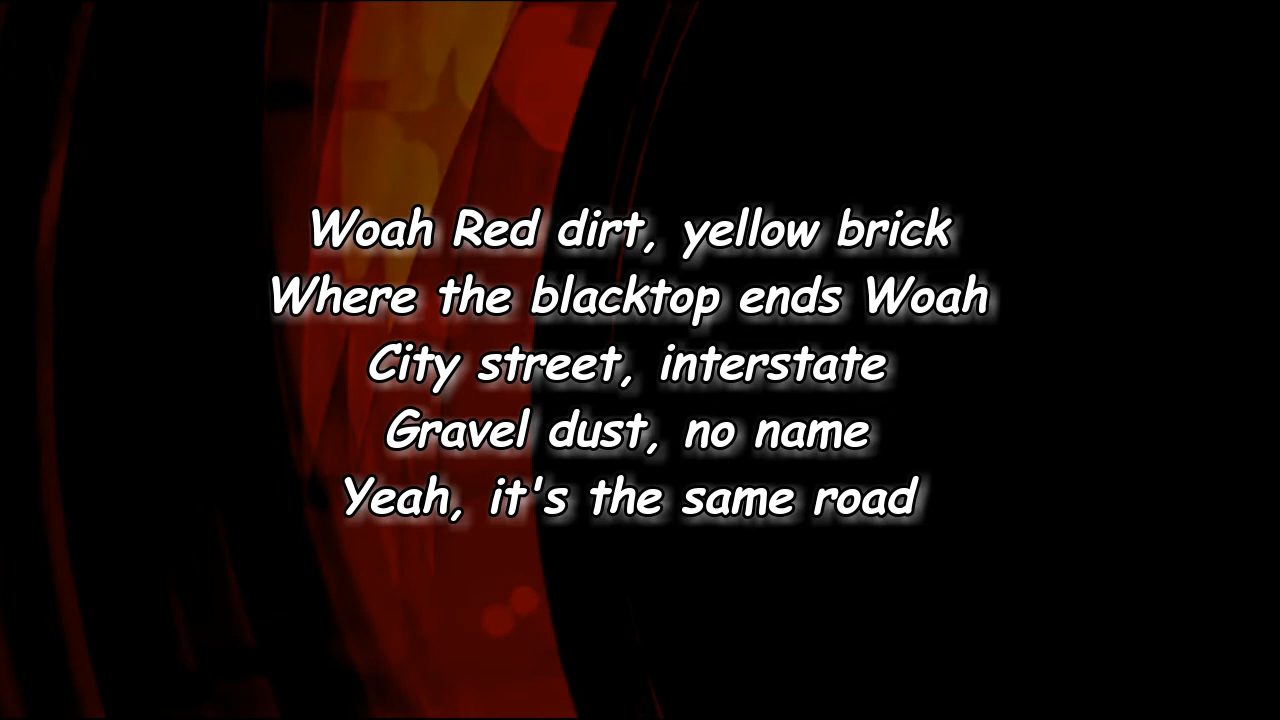 Woah Red dirt, yellow brick
Where the blacktop ends Woah
City street, interstate
Gravel dust, no name
Yeah, it's the same road